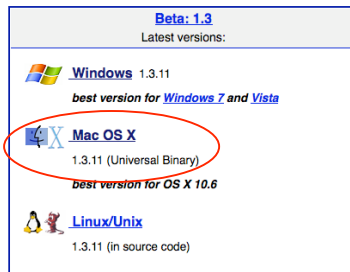 Beta: 1.3
Latest versions:
Windows 1.3.11
best version for Windows 7 and Vista
Mac OS X
1.3.11 (Universal Binary)
best version for OS X 10.6
Linux/Unix
1.3.11 (in source code)